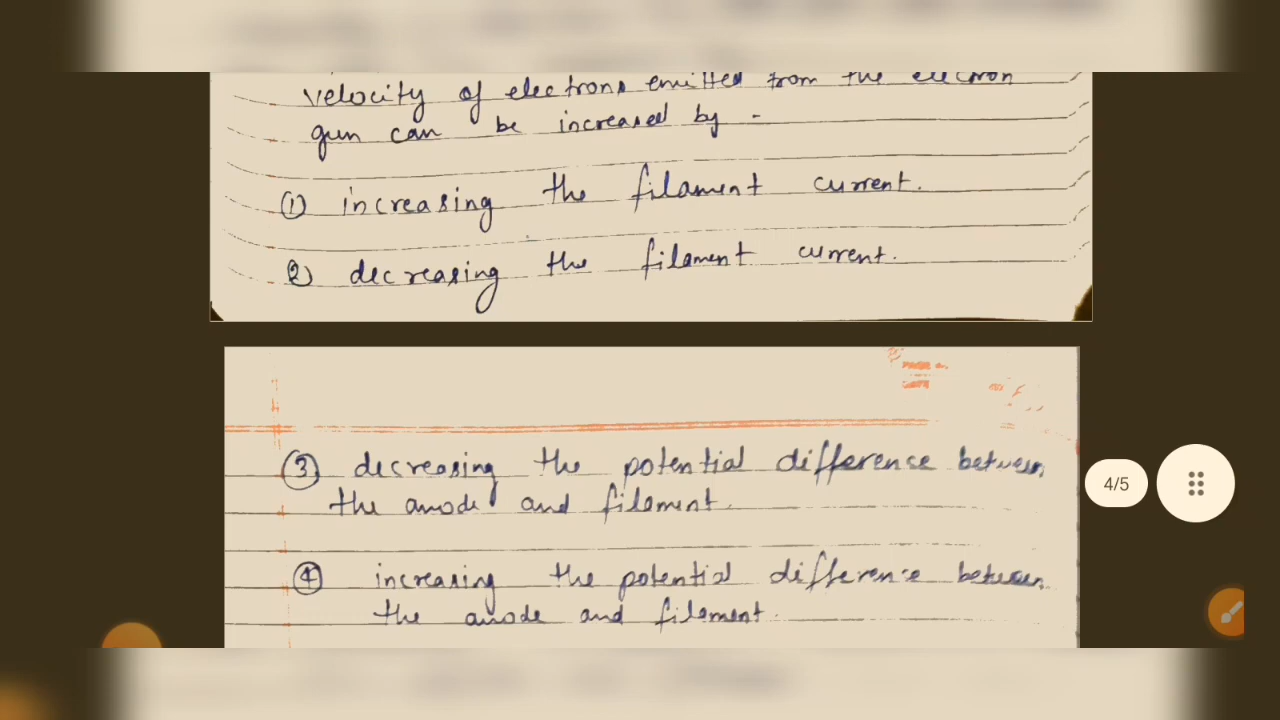 velocity of electrons emitted from the electron
gun can be increased by -
① increasing the filament current.
② decreasing the filament current.
PAGE
DATE
③ decreasing the potential difference between
the anode and filament.
4/5
④ increasing the potential difference between
the anode and filament.